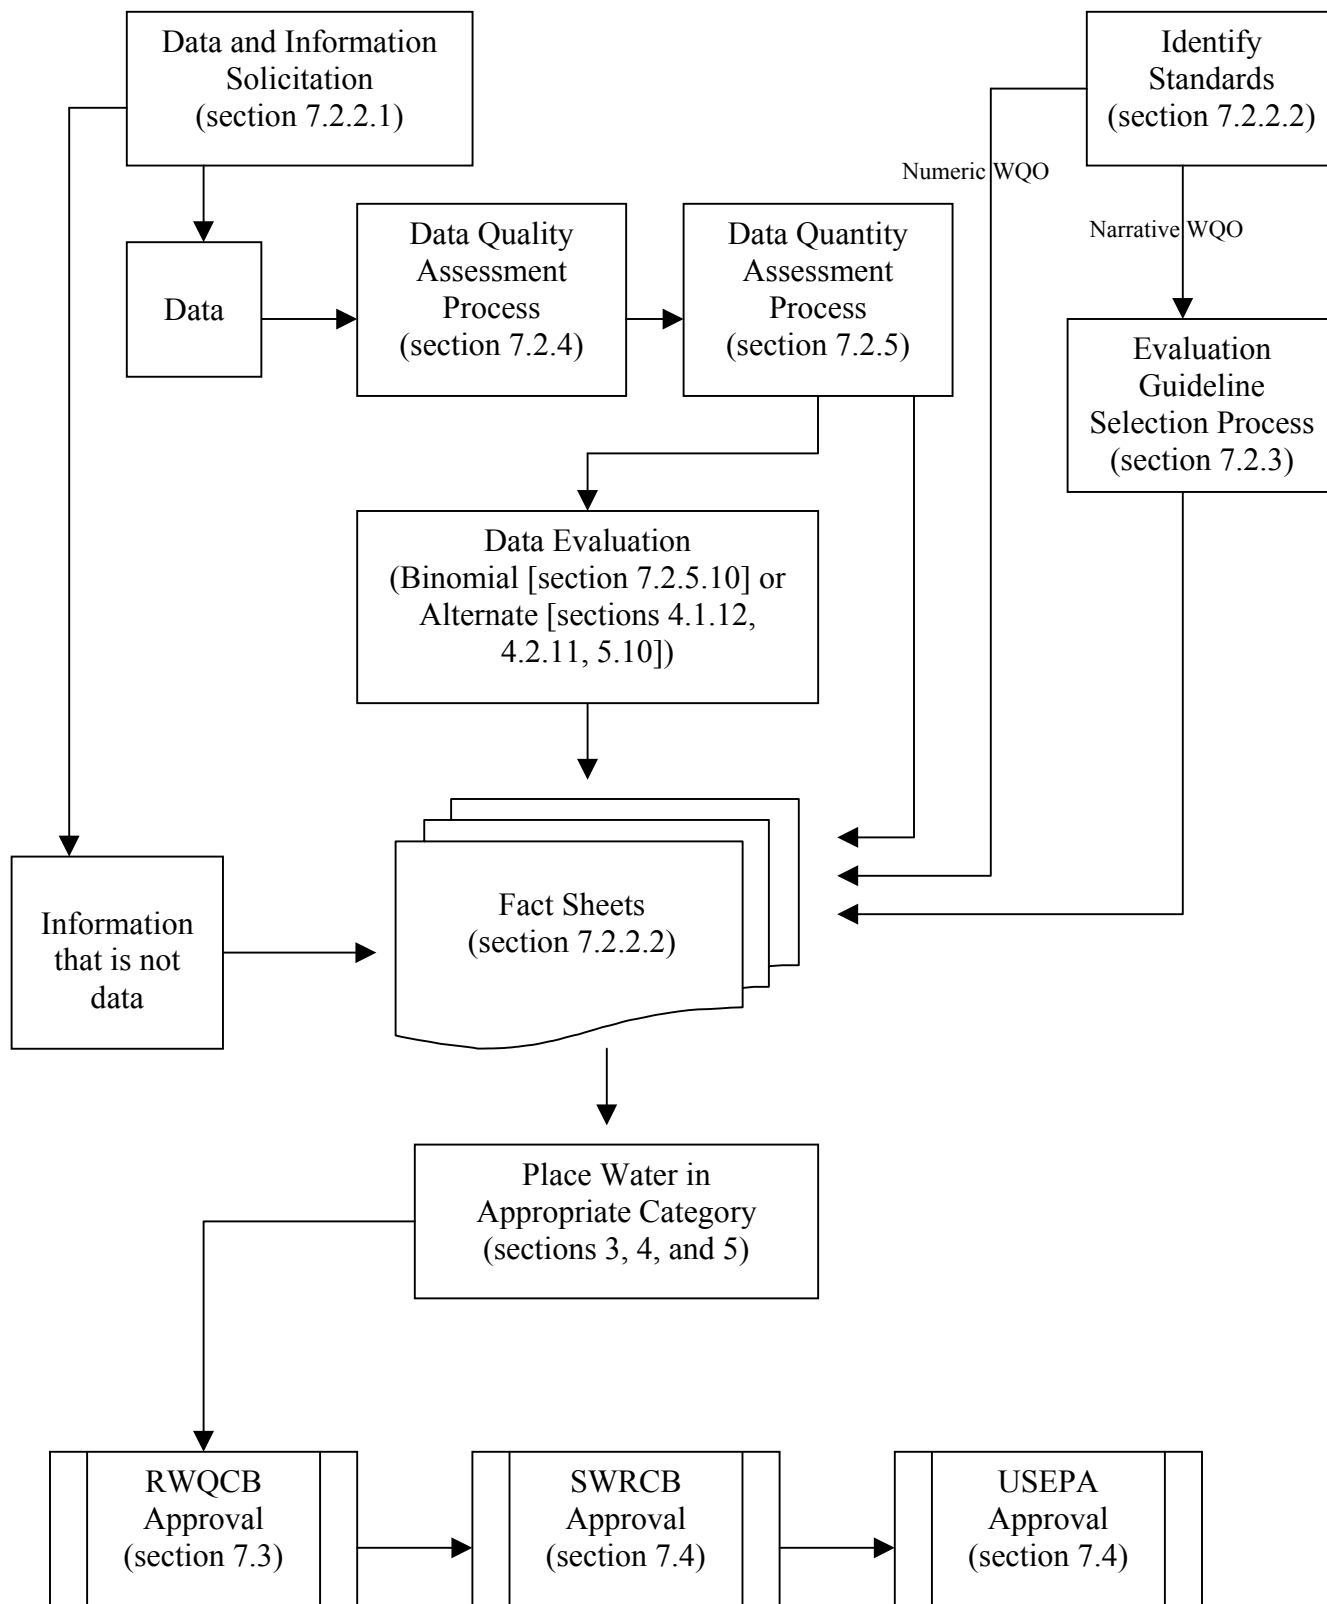 Data and Information
Solicitation
(section 7.2.2.1)
Identify
Standards
(section 7.2.2.2)
Numeric WQO
Narrative WQO
Data
Data Quality
Assessment
Process
(section 7.2.4)
Data Quantity
Assessment
Process
(section 7.2.5)
Evaluation
Guideline
Selection Process
(section 7.2.3)
Data Evaluation
(Binomial [section 7.2.5.10] or
Alternate [sections 4.1.12,
4.2.11, 5.10])
Information
that is not
data
Fact Sheets
(section 7.2.2.2)
Place Water in
Appropriate Category
(sections 3, 4, and 5)
RWQCB
Approval
(section 7.3)
SWRCB
Approval
(section 7.4)
USEPA
Approval
(section 7.4)